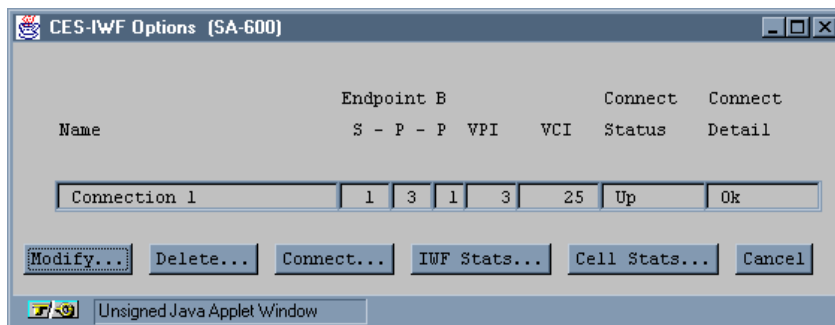 CES-IWF Options (SA-600)
Endpoint B Connect Connect
Name S - P - P VPI VCI Status Detail
Connection 1 1 3 1 3 25 Up Ok
Modify... Delete... Connect... IWF Stats... Cell Stats... Cancel
Unsigned Java Applet Window